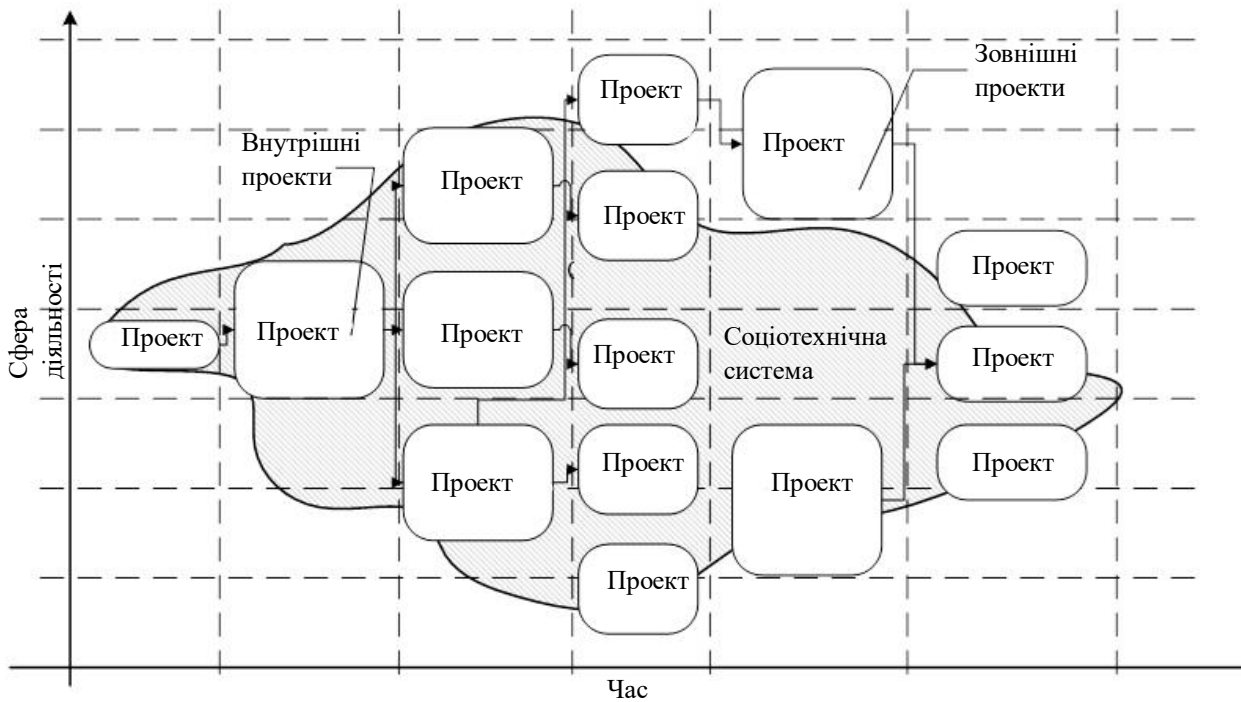 Зовнішні
проекти
Проект
Проект
Внутрішні
проекти
Проект
Проект
Проект
Проект
Проект
Проект
Проект
Соціотехнічна
система
Проект
Проект
Проект
Проект
Проект
Проект
Проект
Сфера
діяльності
Час